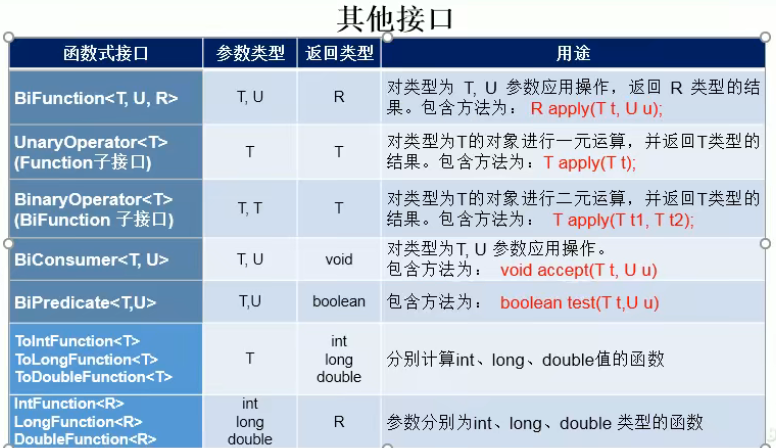 其他接口
函数式接口 参数类型 返回类型 用途
BiFunction<T, U, R> T, U R 对类型为 T, U 参数应用操作，返回 R 类型的结
果。包含方法为： R apply(T t, U u);
UnaryOperator<T>
(Function子接口) T T 对类型为T的对象进行一元运算，并返回T类型的
结果。包含方法为： T apply(T t);
BinaryOperator<T>
(BiFunction 子接口) T, T T 对类型为T的对象进行二元运算，并返回T类型的
结果。包含方法为： T apply(T t1, T t2);
BiConsumer<T, U> T, U void 对类型为T, U 参数应用操作。
包含方法为： void accept(T t, U u)
BiPredicate<T,U> T,U boolean 包含方法为： boolean test(T t,U u)
ToIntFunction<T>
ToLongFunction<T>
ToDoubleFunction<T>
T
int
long
double
分别计算int、long、double值的函数
IntFunction<R>
LongFunction<R>
DoubleFunction<R>
int
long
double
R
参数分别为int、long、double 类型的函数